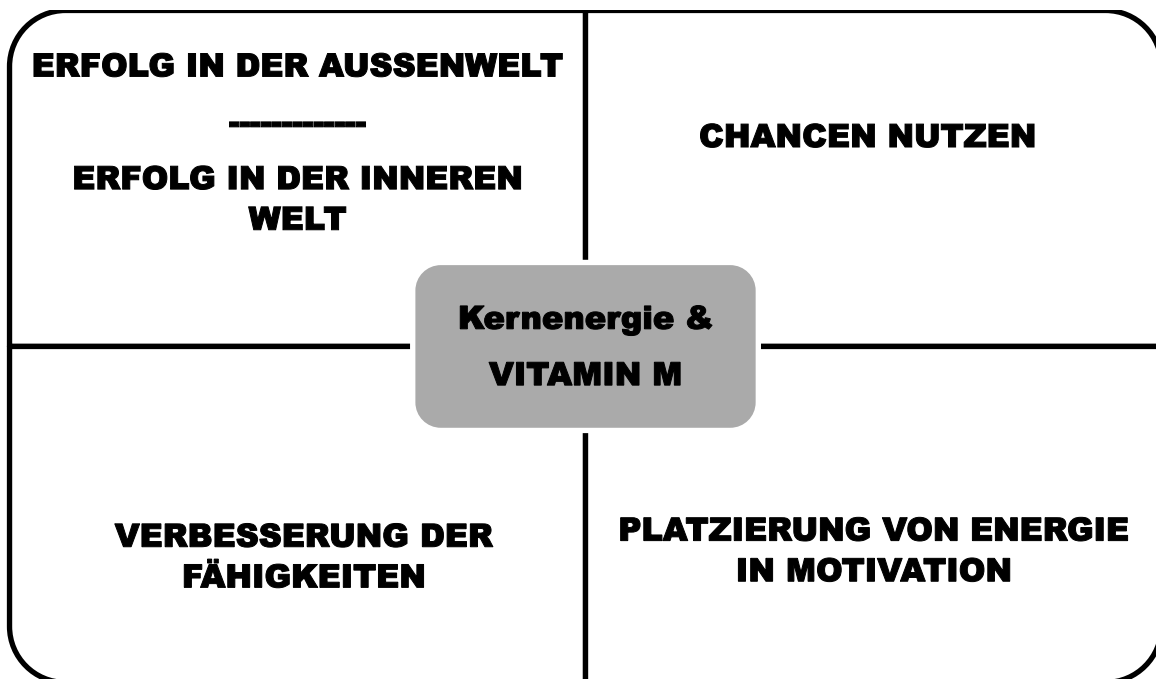 ERFOLG IN DER AUSSENWELT
-------------
ERFOLG IN DER INNEREN
WELT
CHANCEN NUTZEN
Kernenergie &
VITAMIN M
VERBESSERUNG DER
FÄHIGKEITEN
PLATZIERUNG VON ENERGIE
IN MOTIVATION